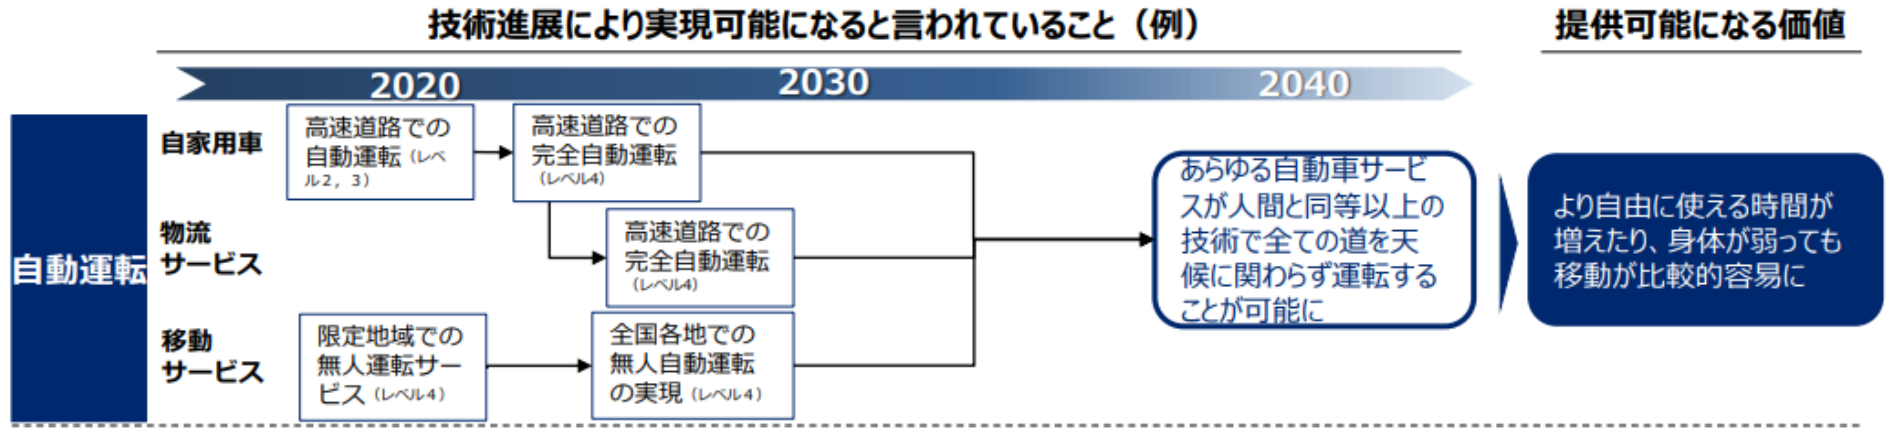 技術進展により実現可能になると言われていること（例）
提供可能になる価値
2020
2030
2040
自動運転
自家用車
高速道路での
自動運転（レベ
ル2，3）
高速道路での
完全自動運転
（レベル4）
物流
サービス
高速道路での
完全自動運転
（レベル4）
移動
サービス
限定地域での
無人運転サー
ビス（レベル4）
全国各地での
無人自動運転
の実現（レベル4）
あらゆる自動車サービ
スが人間と同等以上の
技術で全ての道を天
候に関わらず運転する
ことが可能に
より自由に使える時間が
増えたり、身体が弱っても
移動が比較的容易に